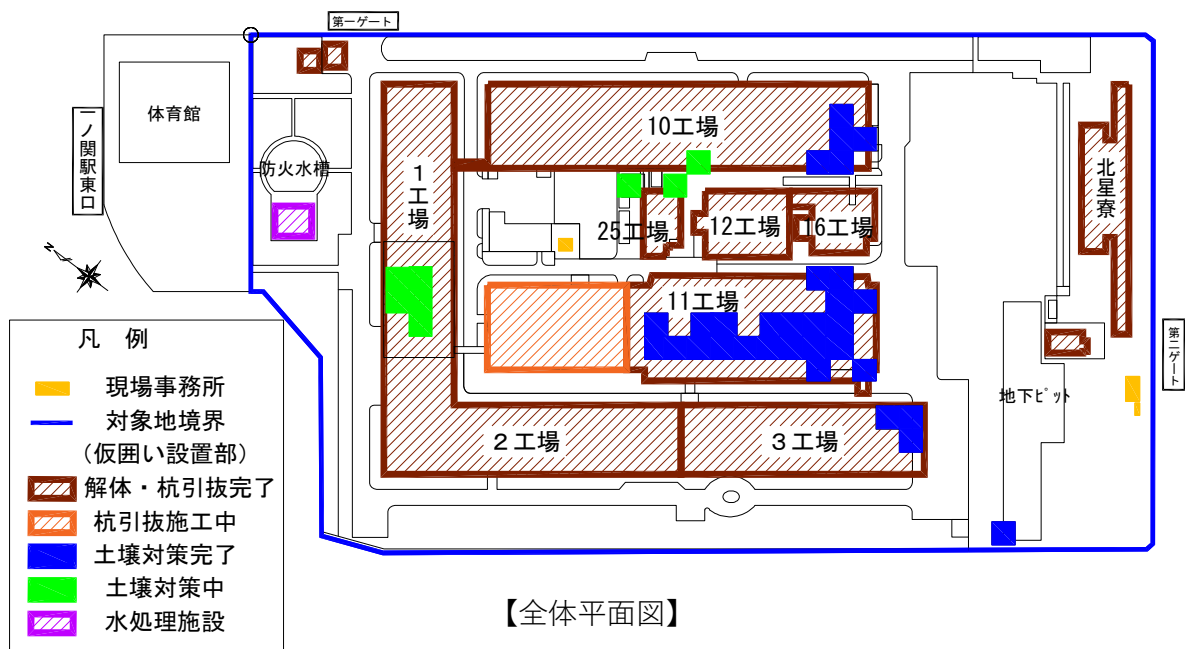 第一ゲート
体育館
一ノ関駅東口
防火水槽
1工場
10工場
25工場
12工場
16工場
11工場
2工場
3工場
北星寮
第二ゲート
地下ピット
N
凡 例
現場事務所
対象地境界
(仮囲い設置部)
解体・杭引抜完了
杭引抜施工中
土壌対策完了
土壌対策中
水処理施設
【全体平面図】